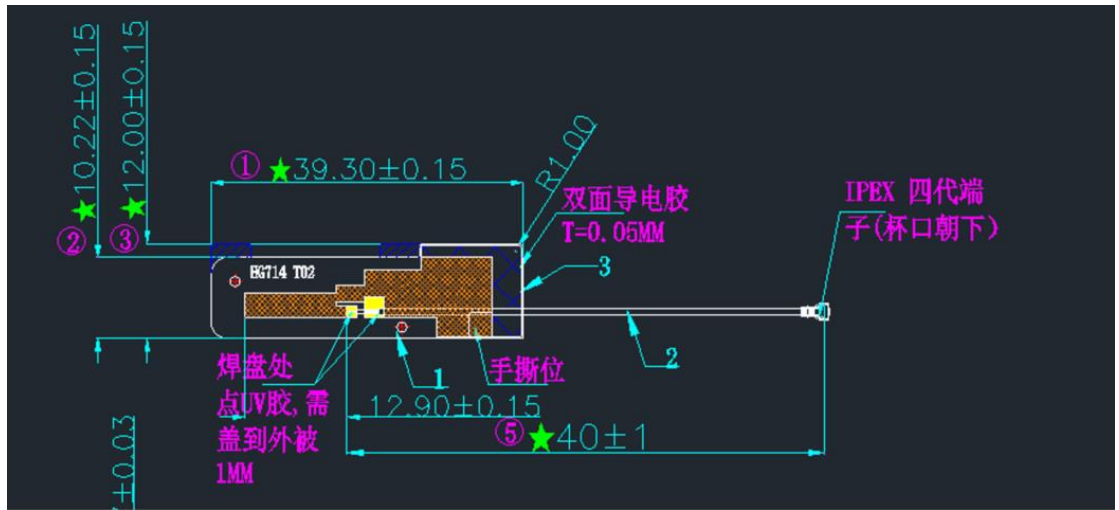 10.22±0.15
12.00±0.15
② ★
③ ★
① ★39.30±0.15
R1.00
双面导电胶
T=0.05MM
IPEX 四代端
子(杯口朝下)
HG714 T02
3
2
1
手撕位
焊盘处
点UV胶,需
盖到外被
1MM
12.90±0.15
⑤ ★40±1
±0.03